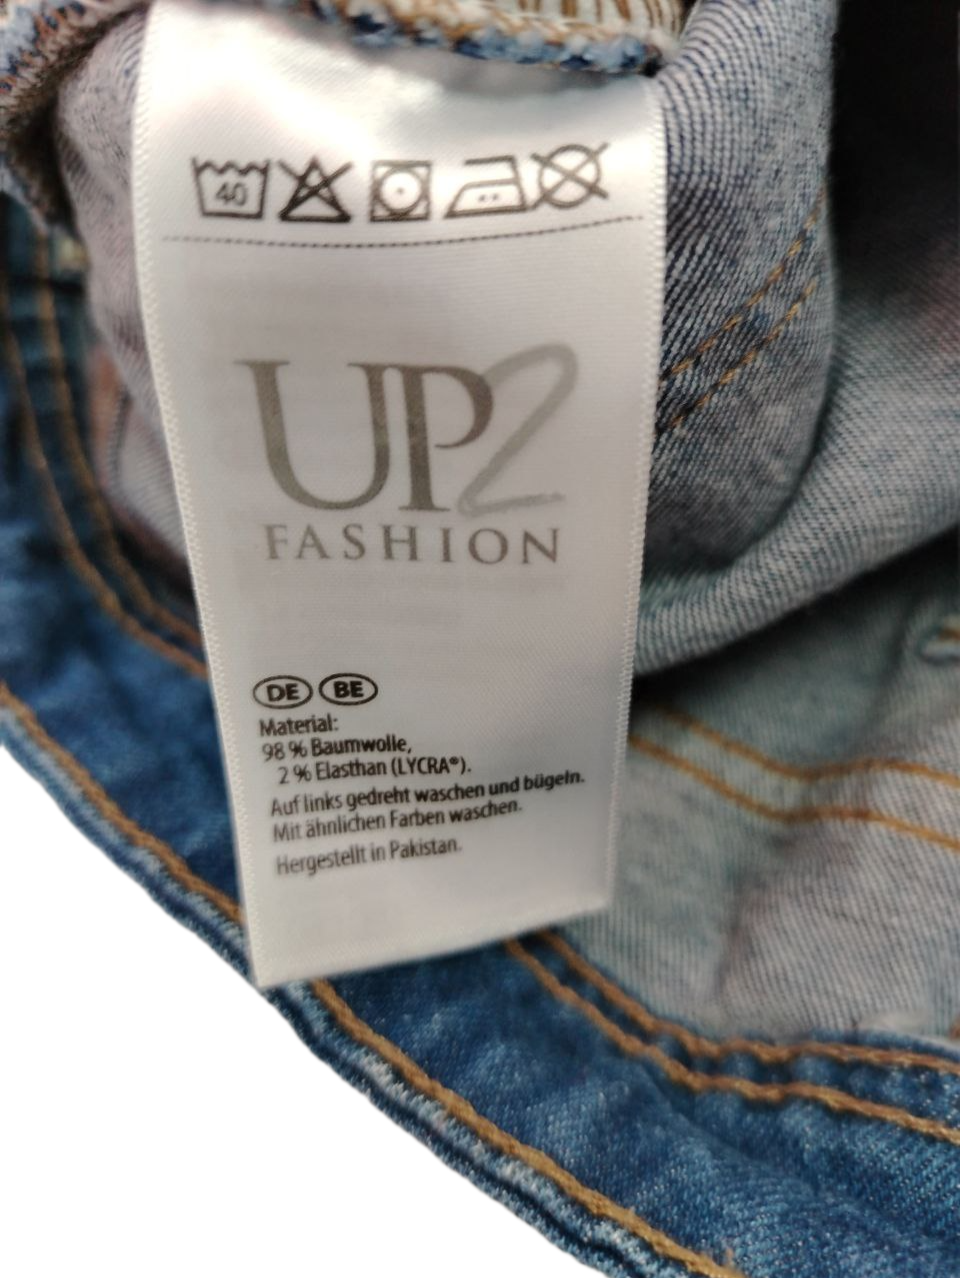 40
UP2
FASHION
DE BE
Material:
98 % Baumwolle,
2 % Elasthan (LYCRA®).
Auf links gedreht waschen und bügeln.
Mit ähnlichen Farben waschen.
Hergestellt in Pakistan.